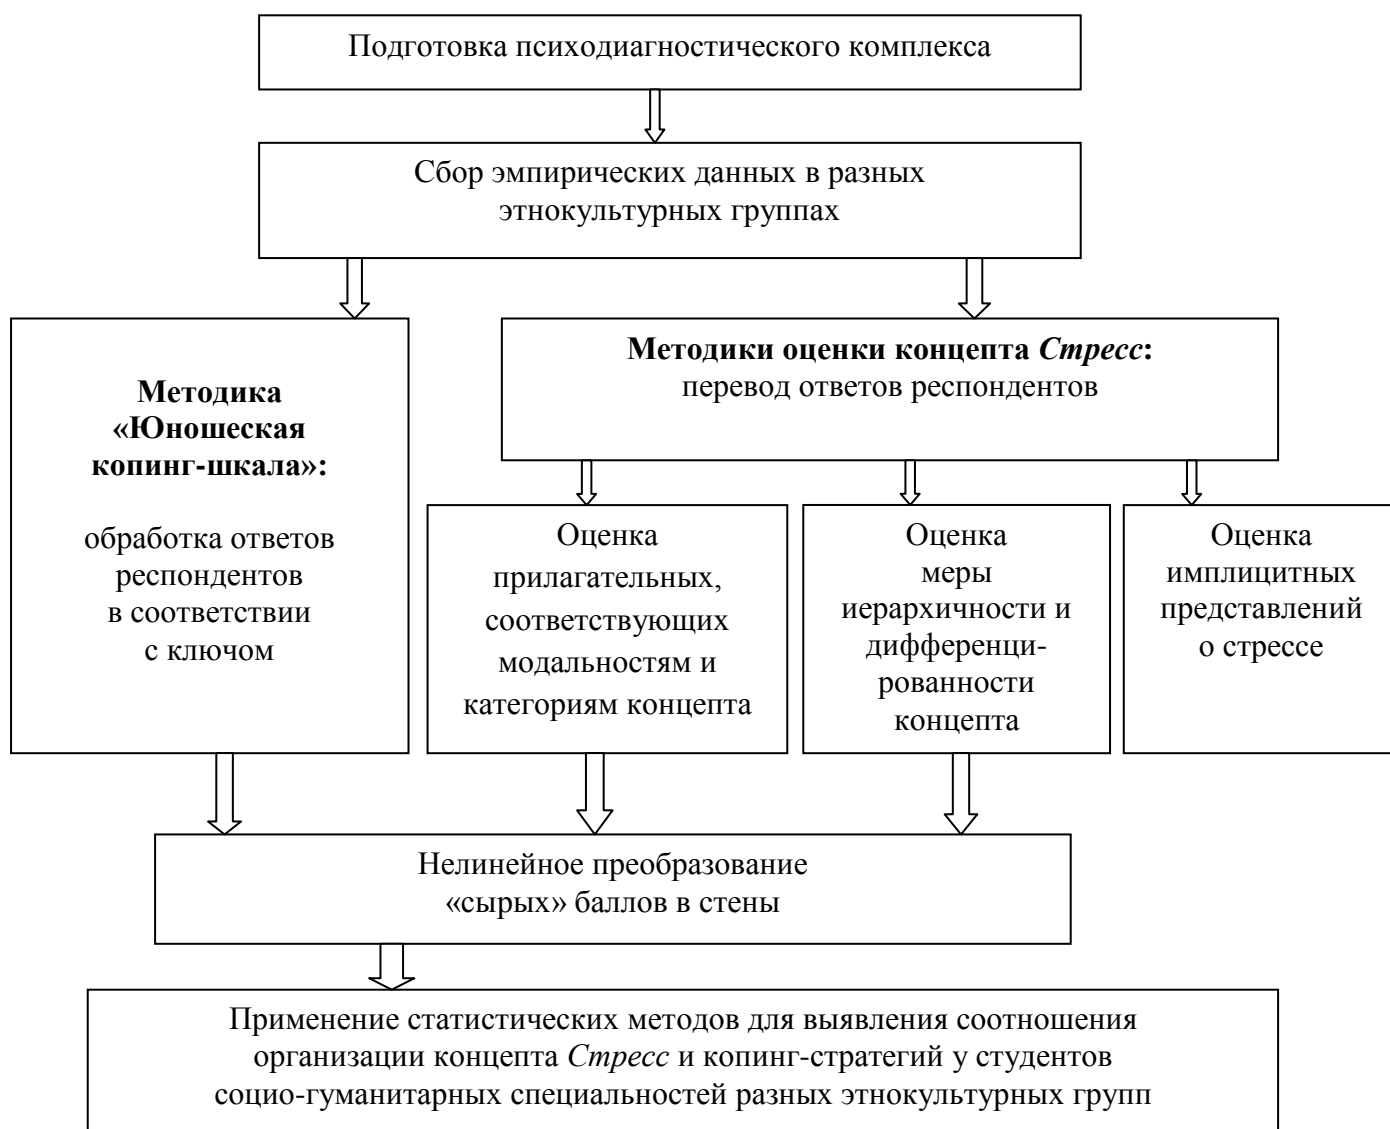 Подготовка психодиагностического комплекса
Сбор эмпирических данных в разных
этнокультурных группах
Методика
«Юношеская
копинг-шкала»:
обработка ответов
респондентов
в соответствии
с ключом
Методики оценки концепта Стресс:
перевод ответов респондентов
Оценка
прилагательных,
соответствующих
модальностям и
категориям концепта
Оценка
меры
иерархичности и
дифференци-
рованности
концепта
Оценка
имплицитных
представлений
о стрессе
Нелинейное преобразование
«сырых» баллов в стены
Применение статистических методов для выявления соотношения
организации концепта Стресс и копинг-стратегий у студентов
социо-гуманитарных специальностей разных этнокультурных групп